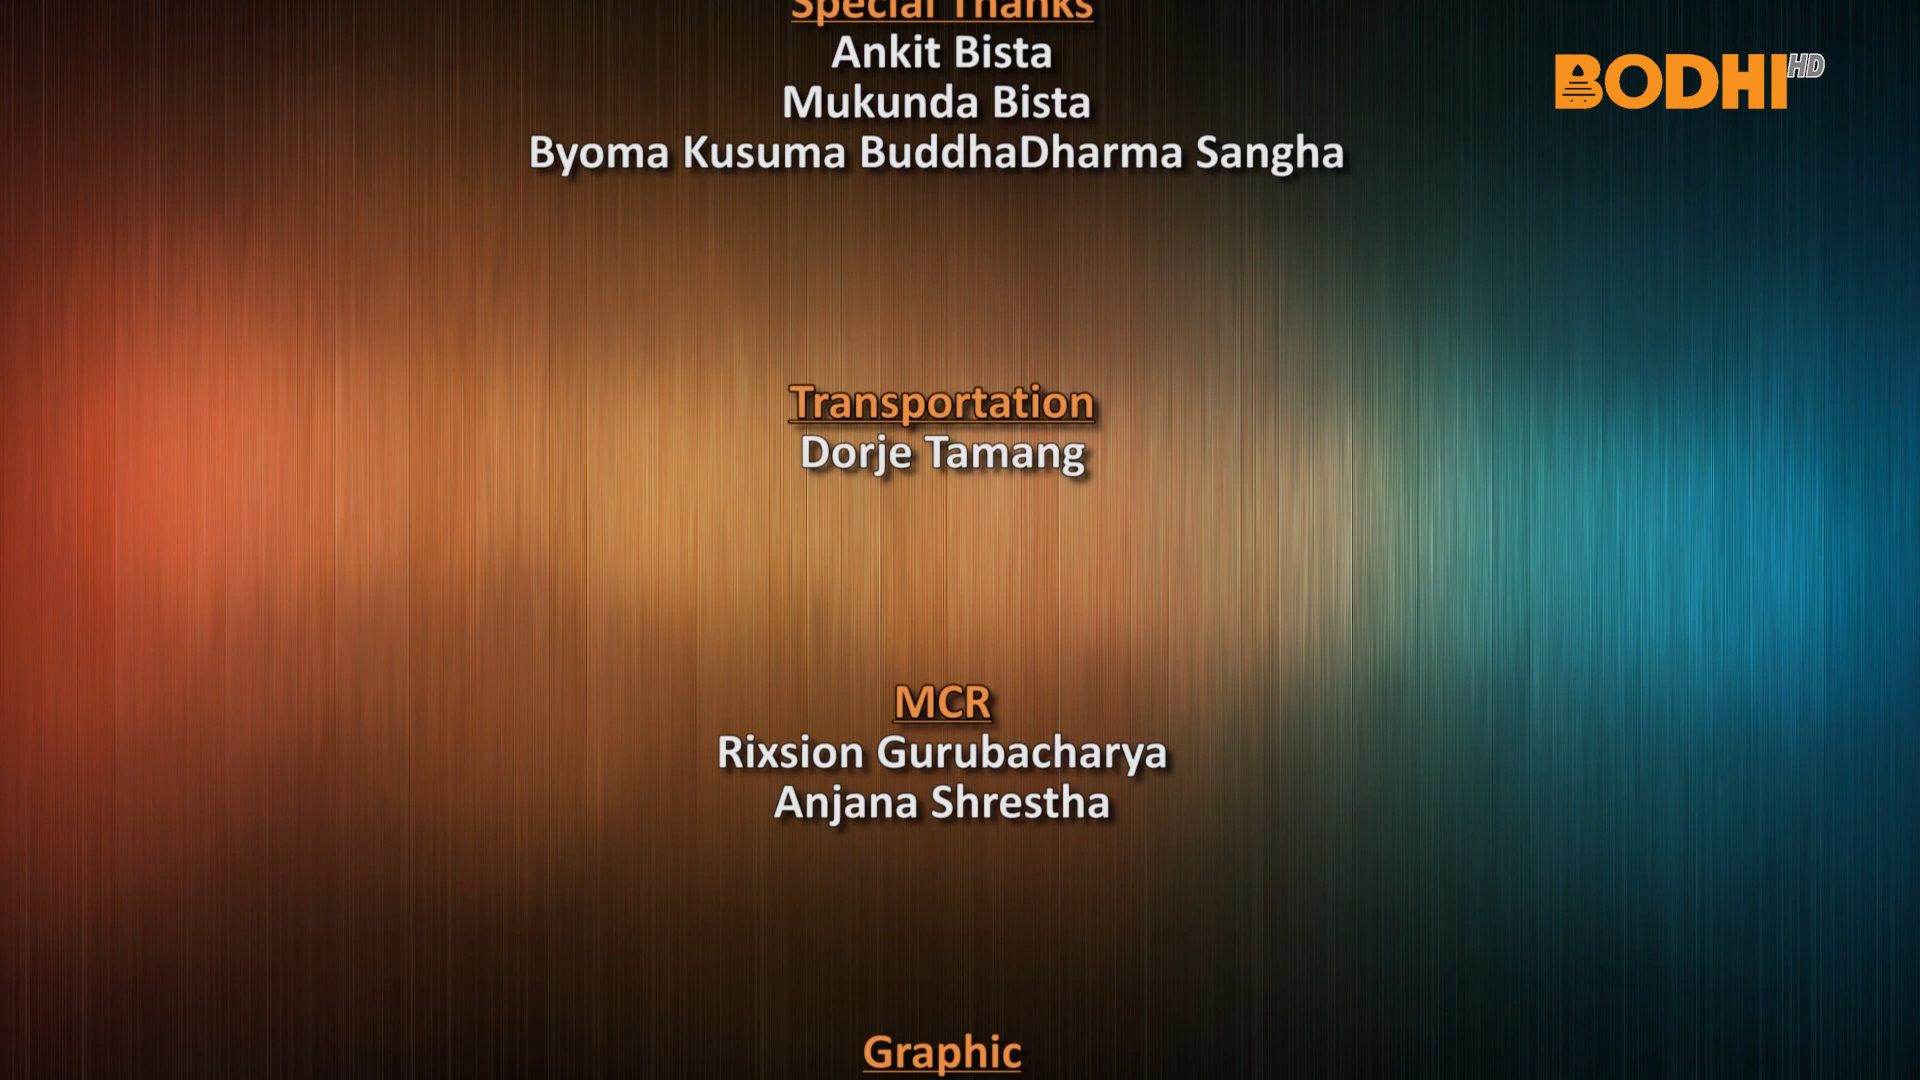 Special Thanks
Ankit Bista
Mukunda Bista
Byoma Kusuma BuddhaDharma Sangha
BODHI HD
Transportation
Dorje Tamang
MCR
Rixsion Gurubacharya
Anjana Shrestha
Graphic